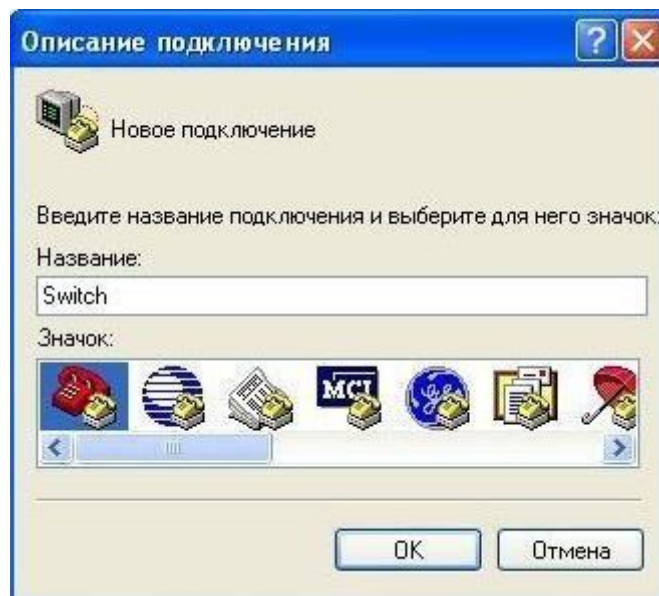 Описание подключения
Новое подключение
Введите название подключения и выберите для него значок:
Название:
Switch
Значок:
MCI
OK
Отмена